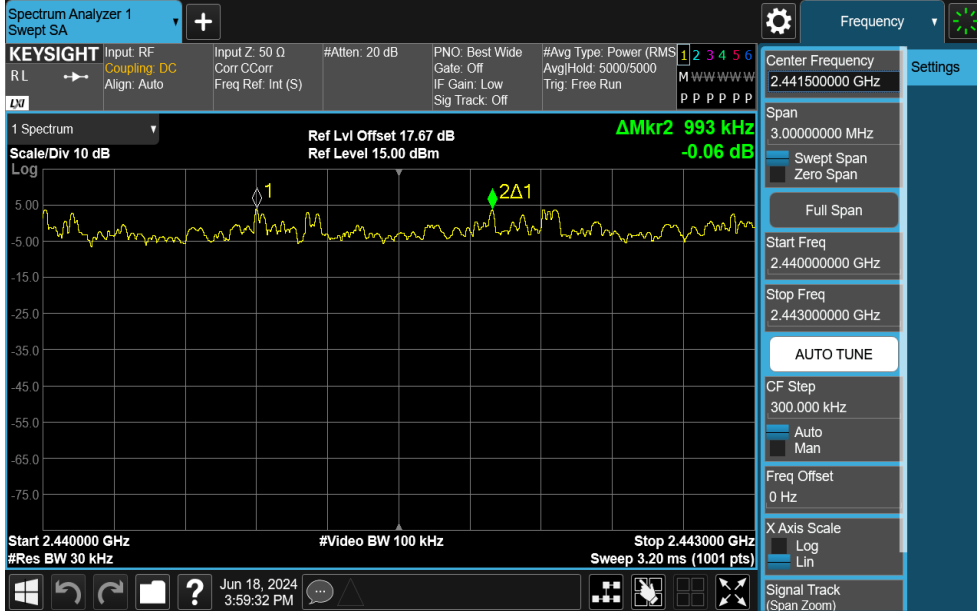 Spectrum Analyzer 1
Swept SA
+
Frequency
KEYSIGHT
RL
LXI
Input: RF
Coupling: DC
Align: Auto
Input Z: 50 Ω
Corr CCorr
Freq Ref: Int (S)
#Atten: 20 dB
PNO: Best Wide
Gate: Off
IF Gain: Low
Sig Track: Off
#Avg Type: Power (RMS
Avg|Hold: 5000/5000
Trig: Free Run
1 2 3 4 5 6
M W W W W W
P P P P P P
1 Spectrum
Scale/Div 10 dB
Log
Ref Lvl Offset 17.67 dB
Ref Level 15.00 dBm
ΔMkr2 993 kHz
-0.06 dB
1
2Δ1
5.00
-5.00
-15.0
-25.0
-35.0
-45.0
-55.0
-65.0
-75.0
Start 2.440000 GHz
#Video BW 100 kHz
Stop 2.443000 GHz
#Res BW 30 kHz
Sweep 3.20 ms (1001 pts)
Center Frequency
2.441500000 GHz
Settings
Span
3.00000000 MHz
Swept Span
Zero Span
Full Span
Start Freq
2.440000000 GHz
Stop Freq
2.443000000 GHz
AUTO TUNE
CF Step
300.000 kHz
Auto
Man
Freq Offset
0 Hz
X Axis Scale
Log
Lin
Signal Track
(Span Zoom)
?
Jun 18, 2024
3:59:32 PM